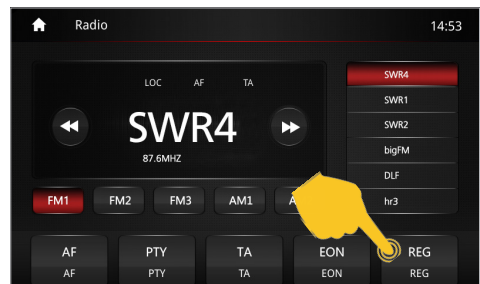 Radio 14:53
LOC AF TA
SWR4
87.6MHZ
SWR4
SWR1
SWR2
bigFM
DLF
hr3
FM1 FM2 FM3 AM1
AF PTY TA EON REG
AF PTY TA EON REG